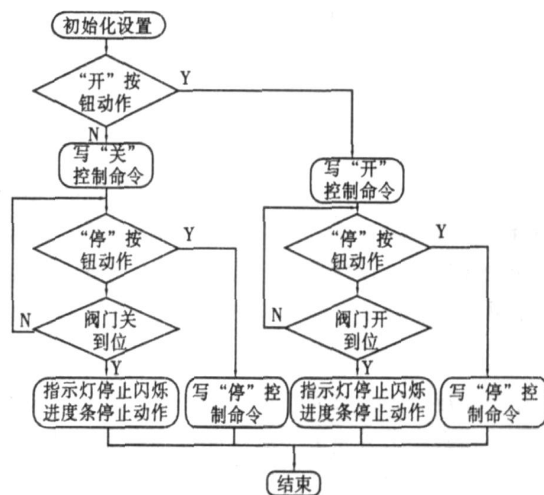 初始化设置
“开”按
钮动作
Y
N
写“关”
控制命令
写“开”
控制命令
“停”按
钮动作
Y
“停”按
钮动作
Y
N
阀门关
到位
N
阀门开
到位
Y
Y
指示灯停止闪烁
进度条停止动作
写“停”控
制命令
指示灯停止闪烁
进度条停止动作
写“停”控
制命令
结束